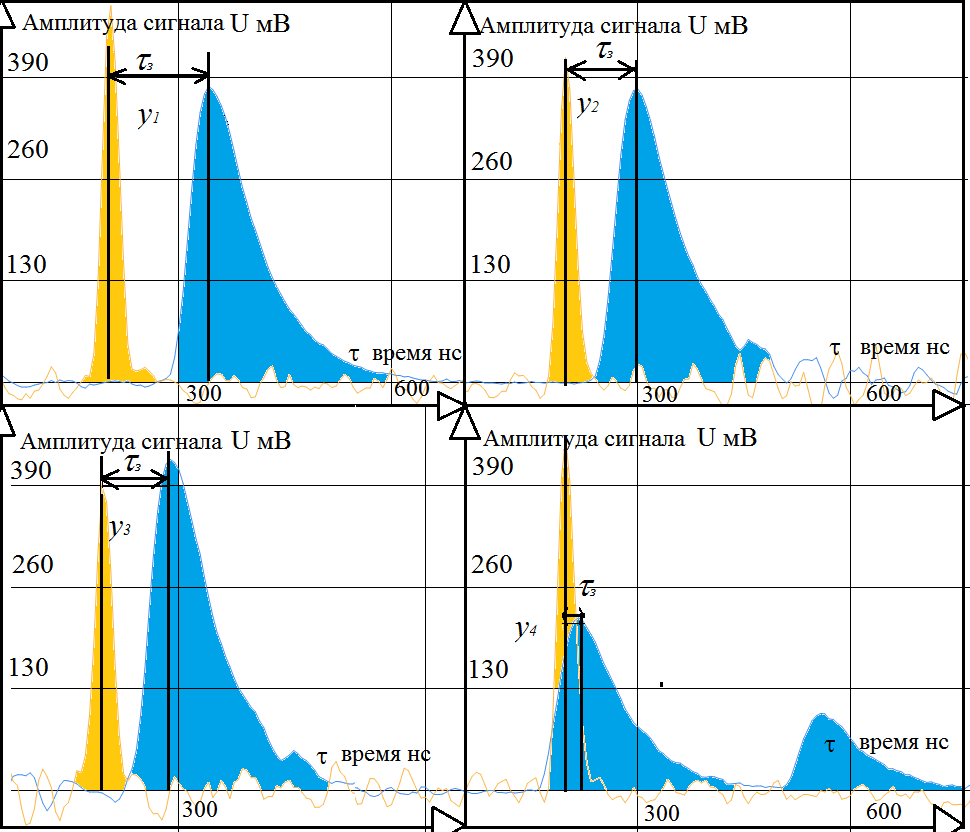 Амплитуда сигнала U мВ
390
τз
y1
260
130
τ время нс
300
600
Амплитуда сигнала U мВ
390
τз
y2
260
130
τ время нс
300
600
Амплитуда сигнала U мВ
390
τз
y3
260
130
τ время нс
300
Амплитуда сигнала U мВ
390
260
τз
y4
130
τ время нс
300
600